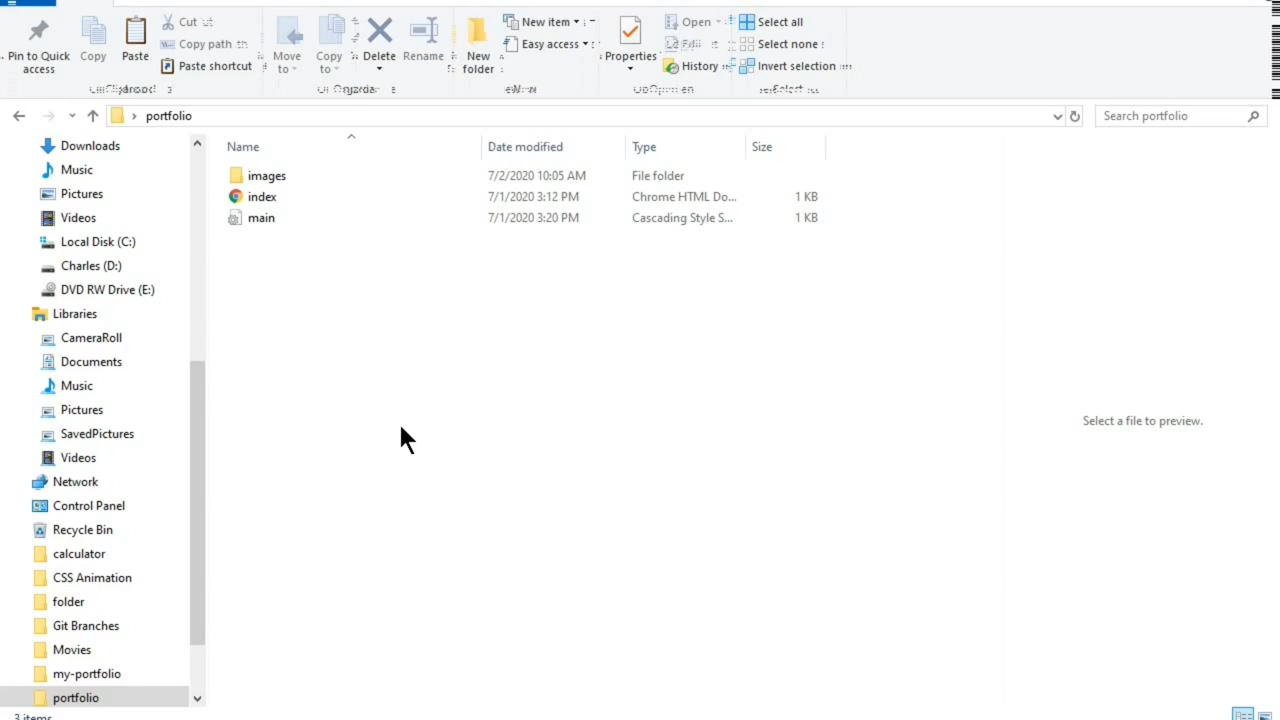 Pin to Quick access
Copy
Paste
Cut
Copy path
Paste shortcut
Move to
Copy to
Delete
Rename
New folder
New item
Easy access
Properties
Open
Edit
History
Select all
Select none
Invert selection
portfolio
Search portfolio
Downloads
Music
Pictures
Videos
Local Disk (C:)
Charles (D:)
DVD RW Drive (E:)
Libraries
CameraRoll
Documents
Music
Pictures
SavedPictures
Videos
Network
Control Panel
Recycle Bin
calculator
CSS Animation
folder
Git Branches
Movies
my-portfolio
portfolio
Name Date modified Type Size
images 7/2/2020 10:05 AM File folder
index 7/1/2020 3:12 PM Chrome HTML Do... 1 KB
main 7/1/2020 3:20 PM Cascading Style S... 1 KB
Select a file to preview.
3 items